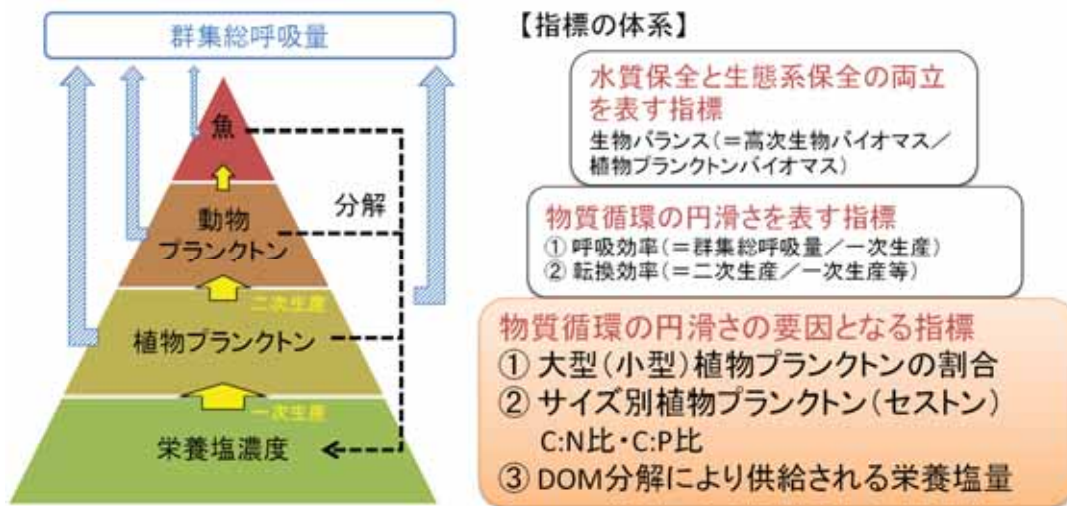 群集総呼吸量
魚
動物
プランクトン
分解
二次生産
植物プランクトン
一次生産
栄養塩濃度
【指標の体系】
水質保全と生態系保全の両立
を表す指標
生物バランス(=高次生物バイオマス/
植物プランクトンバイオマス)
物質循環の円滑さを表す指標
① 呼吸効率(=群集総呼吸量/一次生産)
② 転換効率(=二次生産/一次生産等)
物質循環の円滑さの要因となる指標
① 大型(小型)植物プランクトンの割合
② サイズ別植物プランクトン(セストン)
C:N比・C:P比
③ DOM分解により供給される栄養塩量